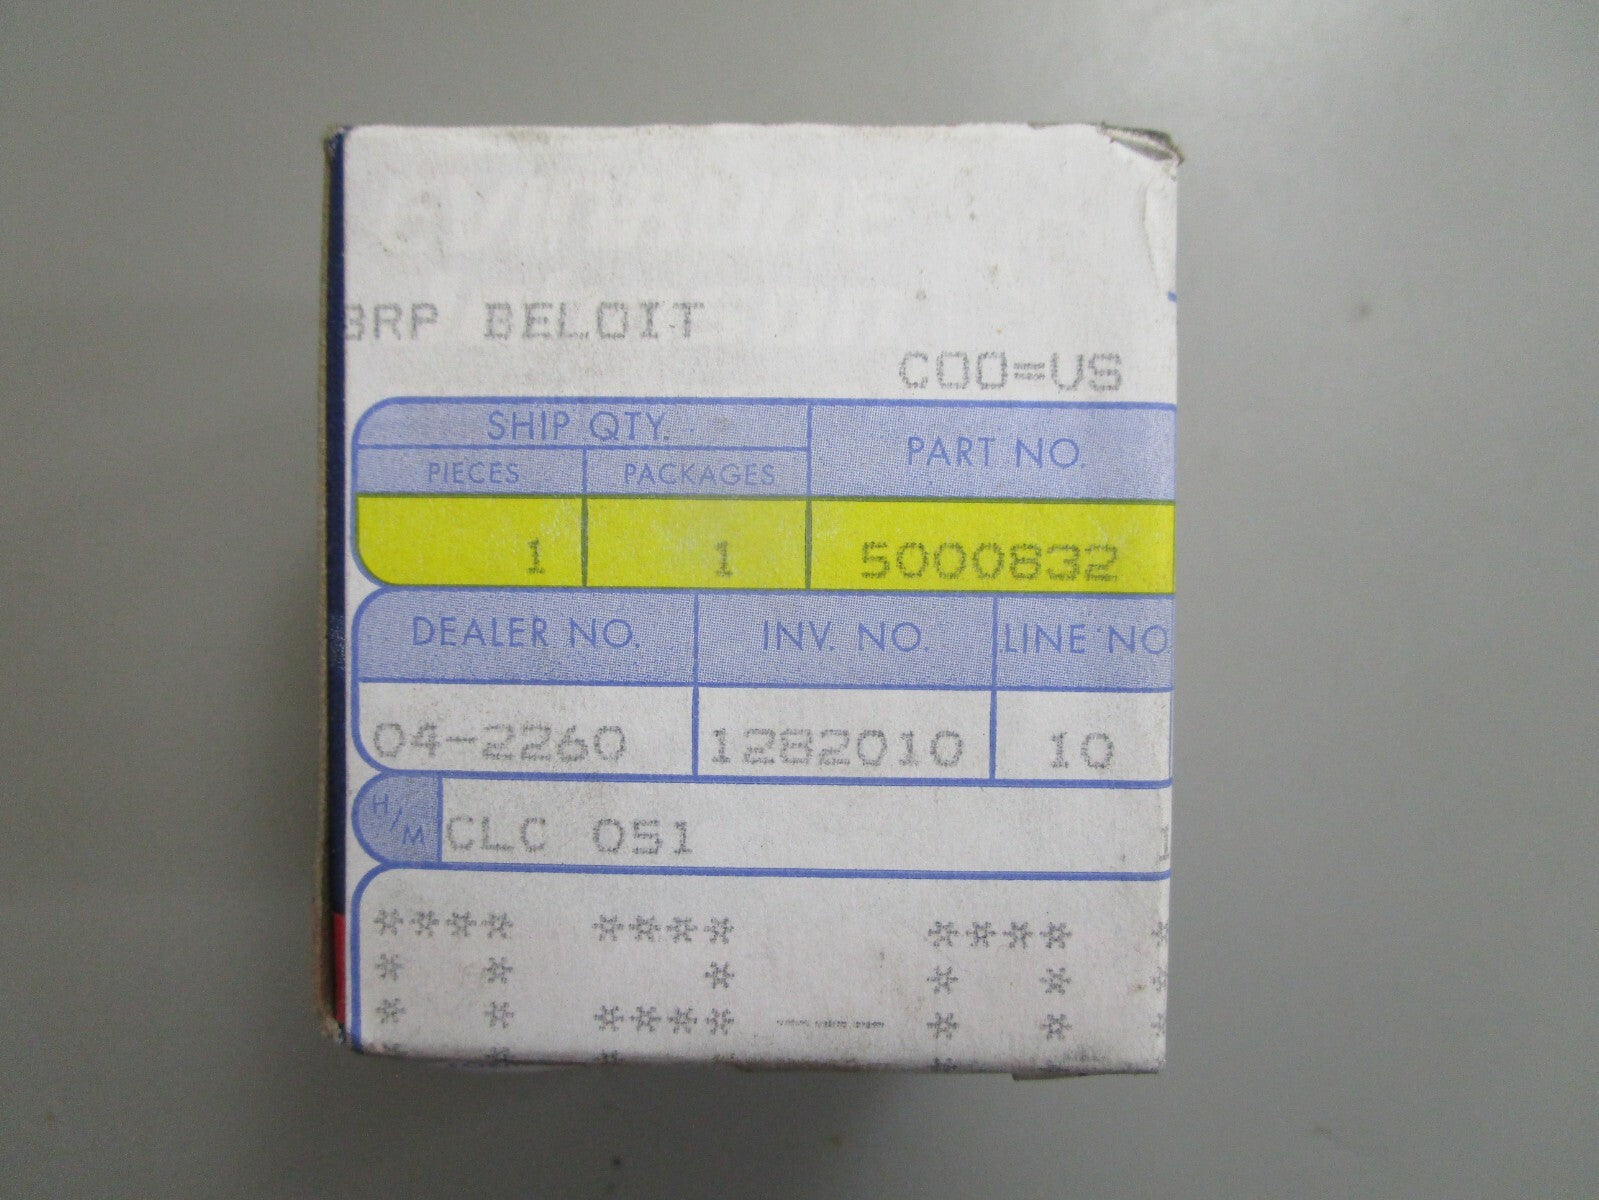 BRP BELOIT
COO=US
SHIP QTY.
PART NO.
PIECES PACKAGES
1 1 5000832
DEALER NO. INV. NO. LINE NO
04-2260 1282010 10
H/M CLC 051 1
**** **** **** *
* * * * * *
* * **** ---- * * *